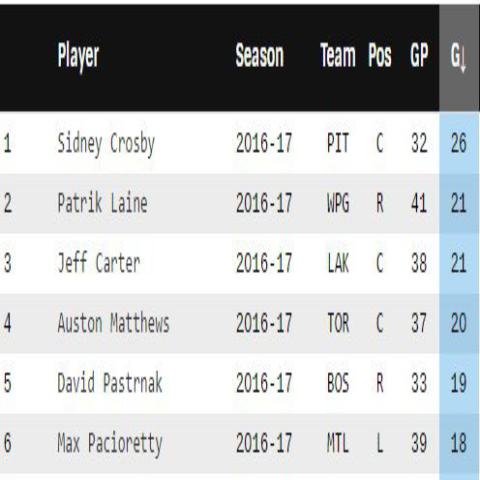 Player Season Team Pos GP G↓
1 Sidney Crosby 2016-17 PIT C 32 26
2 Patrik Laine 2016-17 WPG R 41 21
3 Jeff Carter 2016-17 LAK C 38 21
4 Auston Matthews 2016-17 TOR C 37 20
5 David Pastrnak 2016-17 BOS R 33 19
6 Max Pacioretty 2016-17 MTL L 39 18